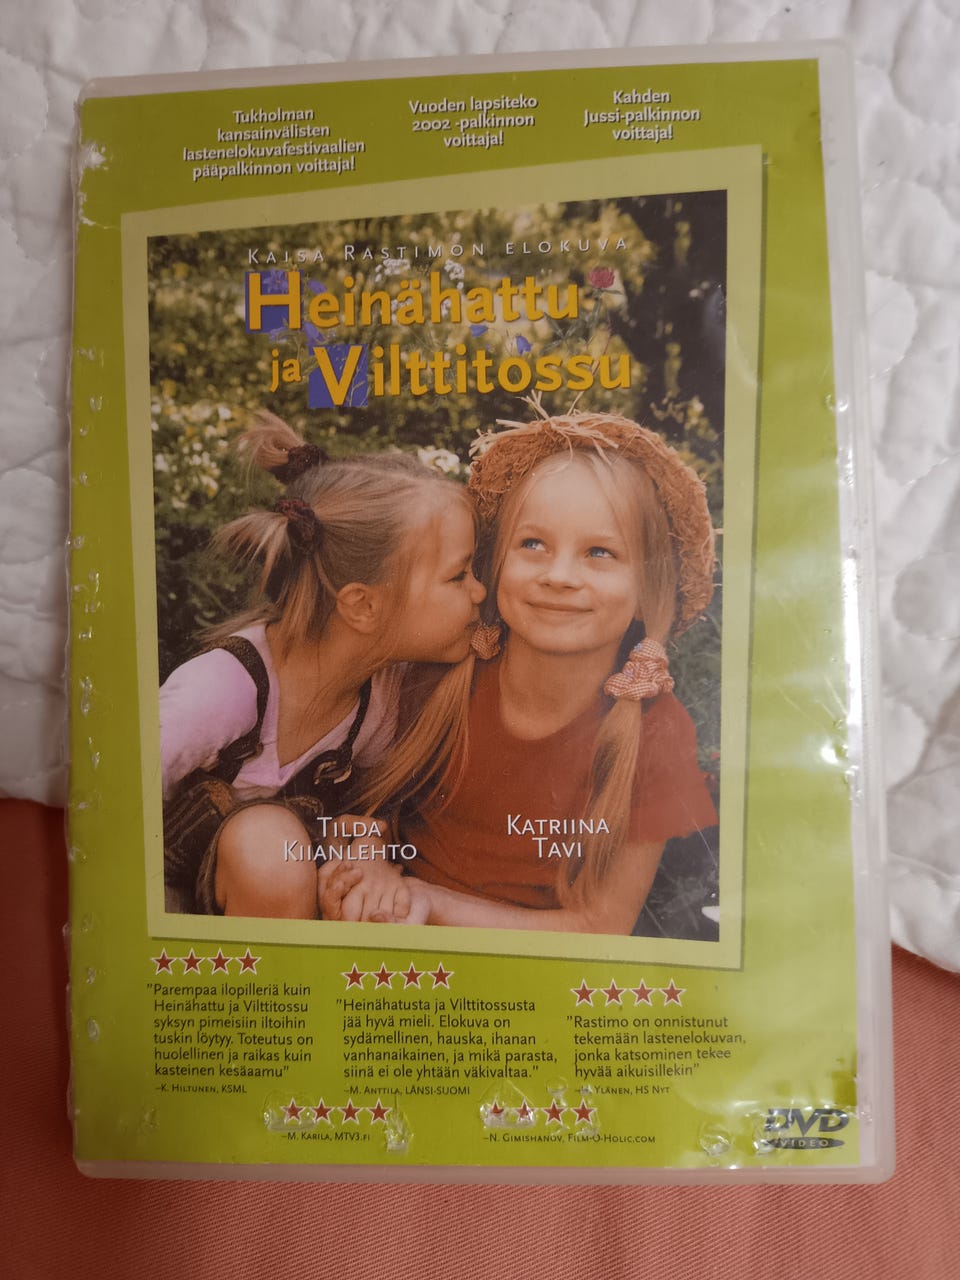 Tukholman
kansainvälisten
lastenelokuvafestivaalien
pääpalkinnon voittaja!
Vuoden lapsiteko
2002 -palkinnon
voittaja!
Kahden
Jussi-palkinnon
voittaja!
KAISA RASTIMON ELOKUVA
Heinähattu
ja Vilttitossu
TILDA
KIIANLEHTO
KATRIINA
TAVI
"Parempaa ilopilleriä kuin
Heinähattu ja Vilttitossu
syksyn pimeisiin iltoihin
tuskin löytyy. Toteutus on
huolellinen ja raikas kuin
kasteinen kesäaamu"
–K. HILTUNEN, KSML
"Heinähatusta ja Vilttitossusta
jää hyvä mieli. Elokuva on
sydämellinen, hauska, ihanan
vanhanaikainen, ja mikä parasta,
siinä ei ole yhtään väkivaltaa."
–M. ANTTILA, LÄNSI-SUOMI
"Rastimo on onnistunut
tekemään lastenelokuvan,
jonka katsominen tekee
hyvää aikuisillekin"
YLÄNEN, HS NYT
–M. KARILA, MTV3.FI
–N. GIMISHANOV, FILM-O-HOLIC.COM
DVD
VIDEO